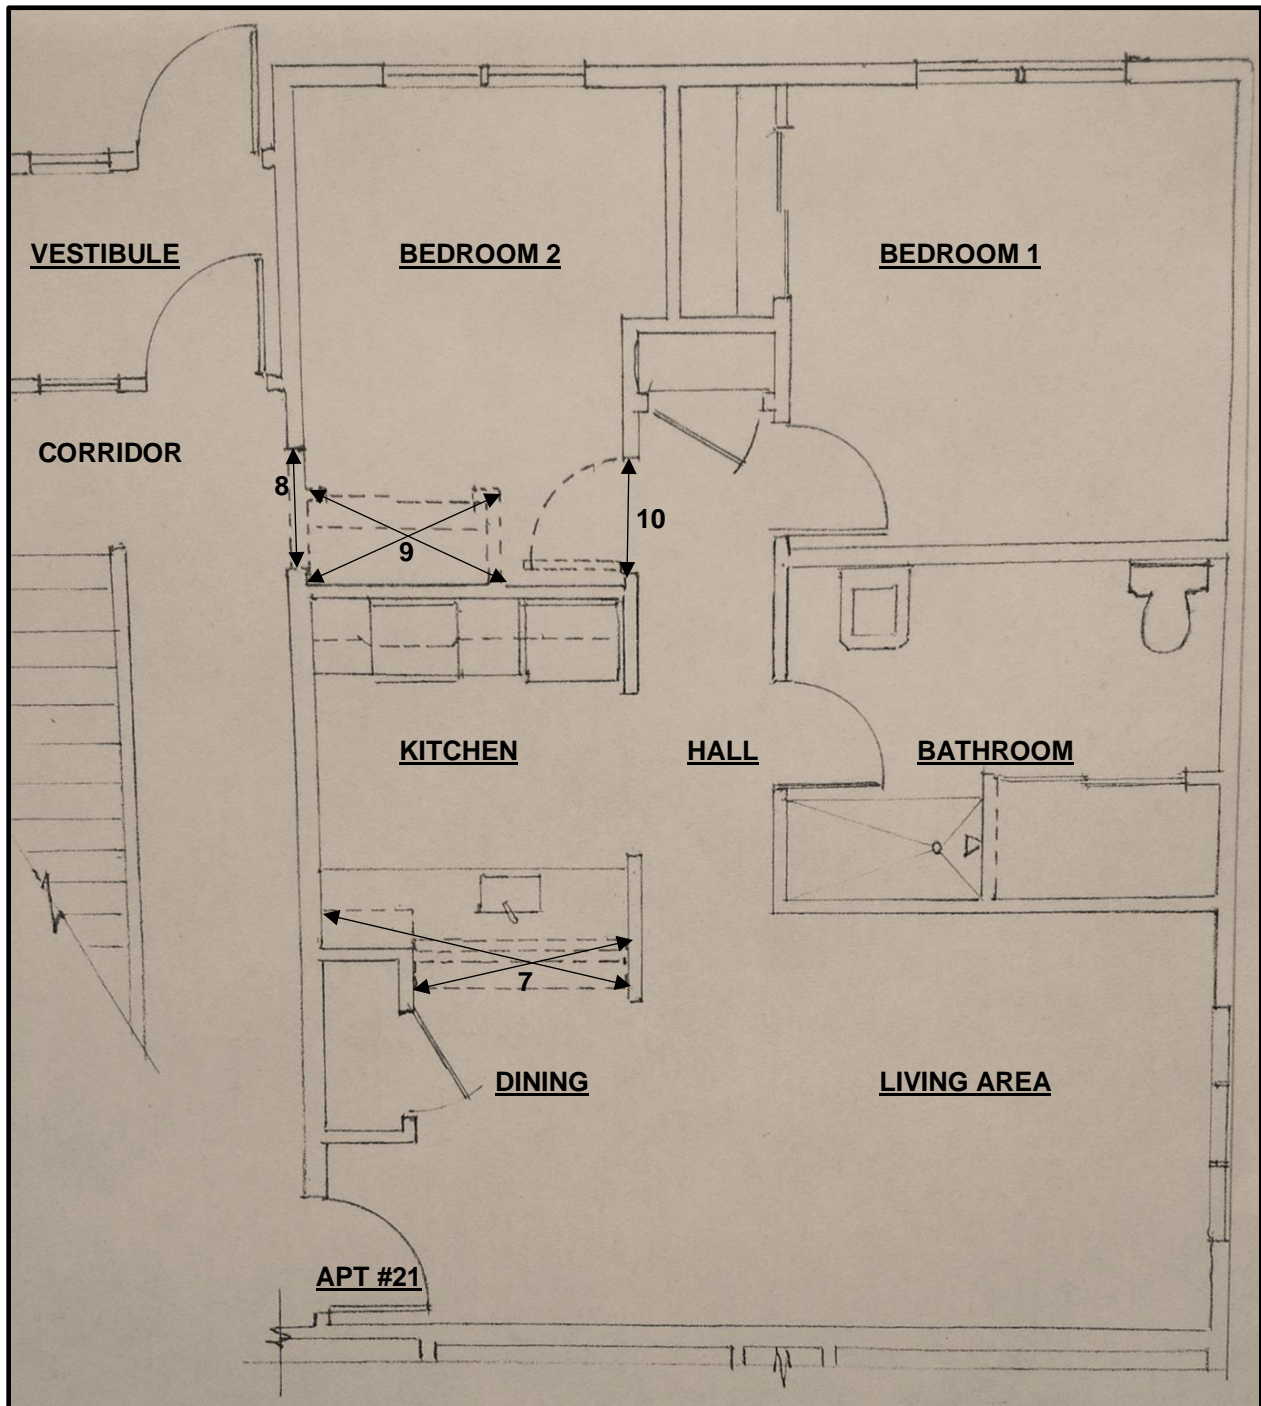 VESTIBULE
BEDROOM 2
BEDROOM 1
CORRIDOR
8
10
9
KITCHEN
HALL
BATHROOM
7
DINING
LIVING AREA
APT #21